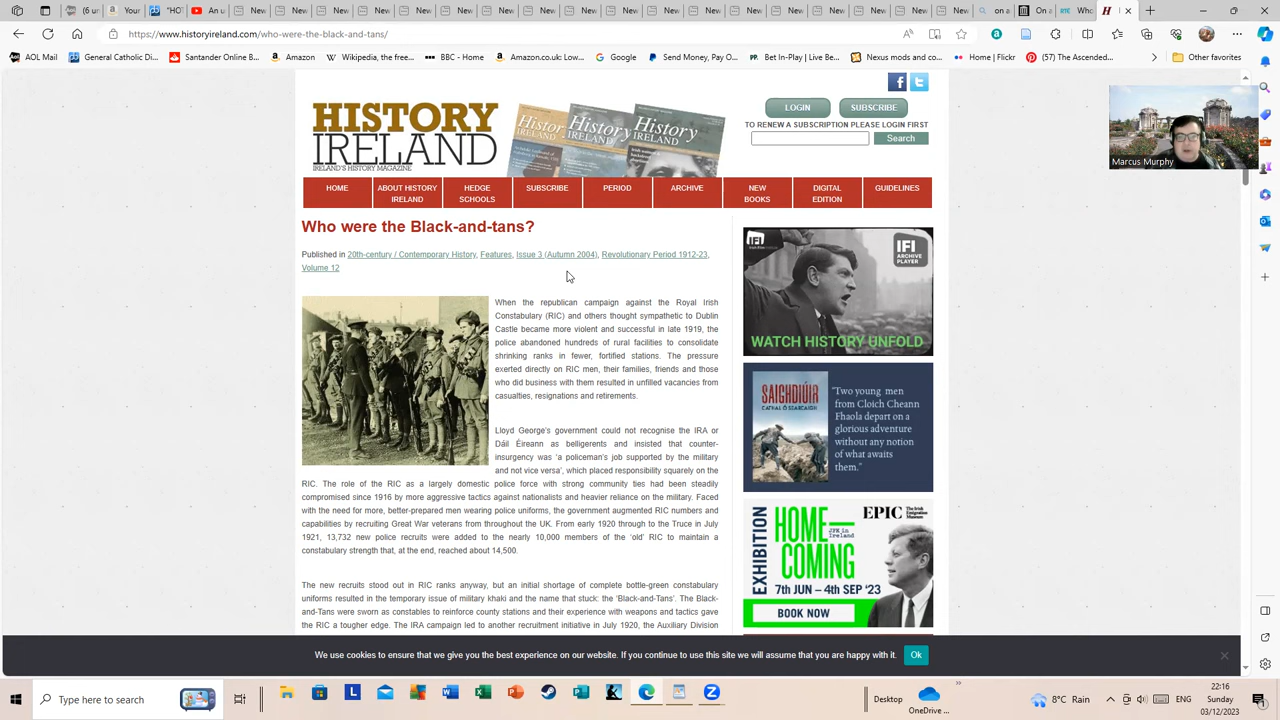 https://www.historyireland.com/who-were-the-black-and-tans/
AOL Mail
General Catholic Di...
Santander Online B...
Amazon
Wikipedia, the free...
BBC - Home
Amazon.co.uk: Low...
Google
Send Money, Pay O...
Bet In-Play | Live Be...
Nexus mods and co...
Home | Flickr
(57) The Ascended...
Other favorites
HISTORY
IRELAND
IRELAND'S HISTORY MAGAZINE
LOGIN
SUBSCRIBE
TO RENEW A SUBSCRIPTION PLEASE LOGIN FIRST
Search
Marcus Murphy
HOME
ABOUT HISTORY IRELAND
HEDGE SCHOOLS
SUBSCRIBE
PERIOD
ARCHIVE
NEW BOOKS
DIGITAL EDITION
GUIDELINES
Who were the Black-and-tans?
Published in 20th-century / Contemporary History, Features, Issue 3 (Autumn 2004), Revolutionary Period 1912-23,
Volume 12
When the republican campaign against the Royal Irish
Constabulary (RIC) and others thought sympathetic to Dublin
Castle became more violent and successful in late 1919, the
police abandoned hundreds of rural facilities to consolidate
shrinking ranks in fewer, fortified stations. The pressure
exerted directly on RIC men, their families, friends and those
who did business with them resulted in unfilled vacancies from
casualties, resignations and retirements.
Lloyd George's government could not recognise the IRA or
Dáil Éireann as belligerents and insisted that counter-
insurgency was 'a policeman's job supported by the military
and not vice versa', which placed responsibility squarely on the
RIC. The role of the RIC as a largely domestic police force with strong community ties had been steadily
compromised since 1916 by more aggressive tactics against nationalists and heavier reliance on the military. Faced
with the need for more, better-prepared men wearing police uniforms, the government augmented RIC numbers and
capabilities by recruiting Great War veterans from throughout the UK. From early 1920 through to the Truce in July
1921, 13,732 new police recruits were added to the nearly 10,000 members of the 'old' RIC to maintain a
constabulary strength that, at the end, reached about 14,500.
The new recruits stood out in RIC ranks anyway, but an initial shortage of complete bottle-green constabulary
uniforms resulted in the temporary issue of military khaki and the name that stuck: the 'Black-and-Tans'. The Black-
and-Tans were sworn as constables to reinforce county stations and their experience with weapons and tactics gave
the RIC a tougher edge. The IRA campaign led to another recruitment initiative in July 1920, the Auxiliary Division
IFI
IFI ARCHIVE PLAYER
WATCH HISTORY UNFOLD
SAIGHDIÚIR
CATHAL Ó SEARCAIGH
"Two young men
from Cloich Cheann
Fhaola depart on a
glorious adventure
without any notion
of what awaits
them."
EXHIBITION
HOME
COMING
JFK in Ireland
EPIC The Irish Emigration Museum
7TH JUN – 4TH SEP '23
BOOK NOW
We use cookies to ensure that we give you the best experience on our website. If you continue to use this site we will assume that you are happy with it.
Ok
Type here to search
Desktop
OneDrive
8°C Rain
ENG
22:16
03/12/2023